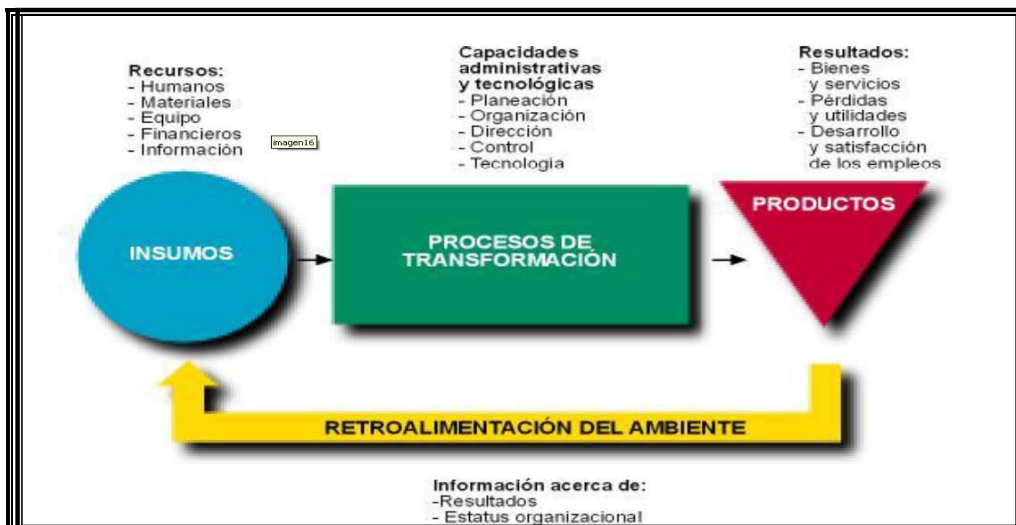 Recursos:
- Humanos
- Materiales
- Equipo
- Financieros
- Información
imagen16
Capacidades
administrativas
y tecnológicas
- Planeación
- Organización
- Dirección
- Control
- Tecnologia
Resultados:
- Bienes
y servicios
- Pérdidas
y utilidades
- Desarrollo
y satisfacción
de los empleos
INSUMOS
PROCESOS DE
TRANSFORMACIÓN
PRODUCTOS
RETROALIMENTACIÓN DEL AMBIENTE
Información acerca de:
-Resultados
- Estatus organizacional